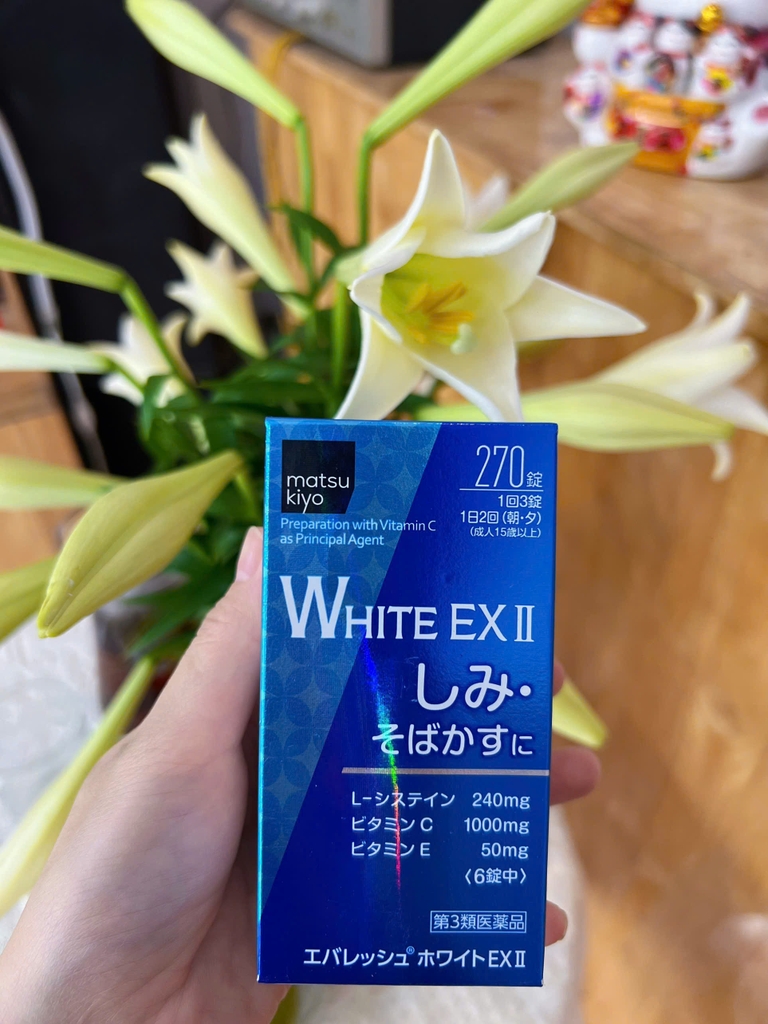 matsu
kiyo
Preparation with Vitamin C
as Principal Agent
270錠
1回3錠
1日2回(朝・夕)
(成人15歳以上)
WHITE EX II
しみ・
そばかすに
L-システイン 240mg
ビタミンC 1000mg
ビタミンE 50mg
〈6錠中〉
第3類医薬品
エバレッシュ® ホワイトEX II